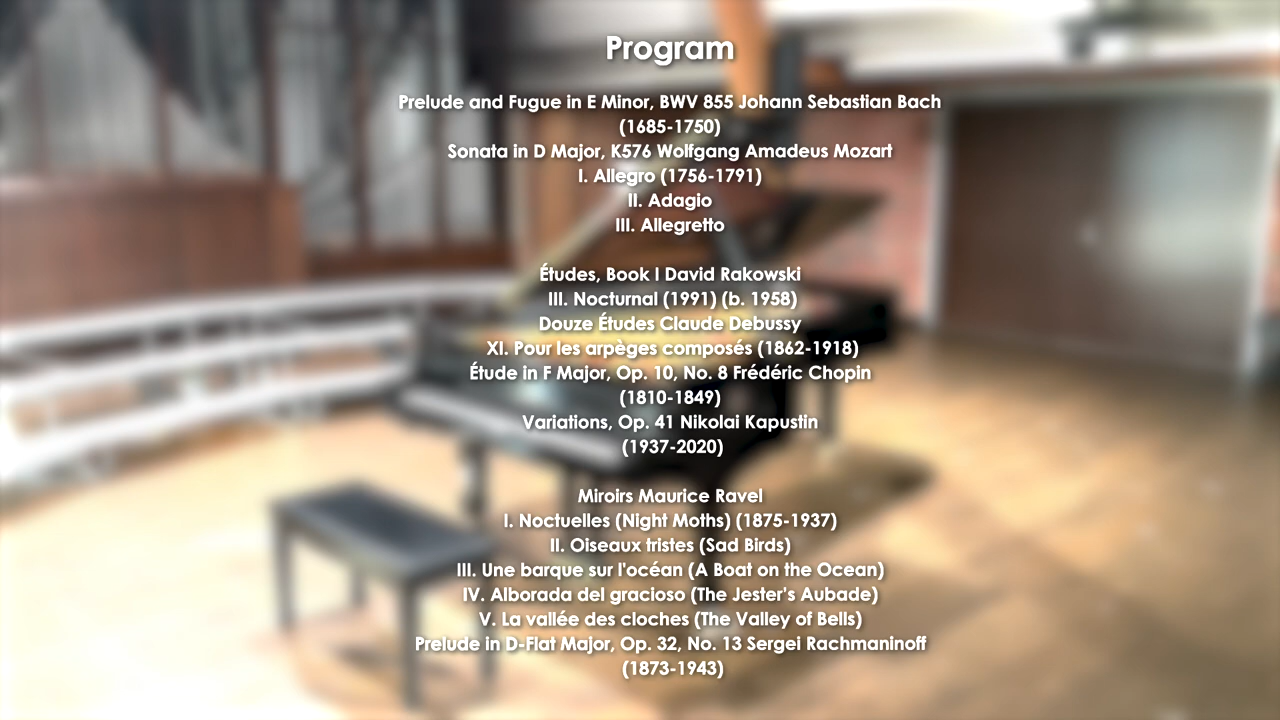 Program
Prelude and Fugue in E Minor, BWV 855 Johann Sebastian Bach
(1685-1750)
Sonata in D Major, K576 Wolfgang Amadeus Mozart
I. Allegro (1756-1791)
II. Adagio
III. Allegretto
Études, Book I David Rakowski
III. Nocturnal (1991) (b. 1958)
Douze Études Claude Debussy
XI. Pour les arpèges composés (1862-1918)
Étude in F Major, Op. 10, No. 8 Frédéric Chopin
(1810-1849)
Variations, Op. 41 Nikolai Kapustin
(1937-2020)
Miroirs Maurice Ravel
I. Noctuelles (Night Moths) (1875-1937)
II. Oiseaux tristes (Sad Birds)
III. Une barque sur l'océan (A Boat on the Ocean)
IV. Alborada del gracioso (The Jester's Aubade)
V. La vallée des cloches (The Valley of Bells)
Prelude in D-Flat Major, Op. 32, No. 13 Sergei Rachmaninoff
(1873-1943)